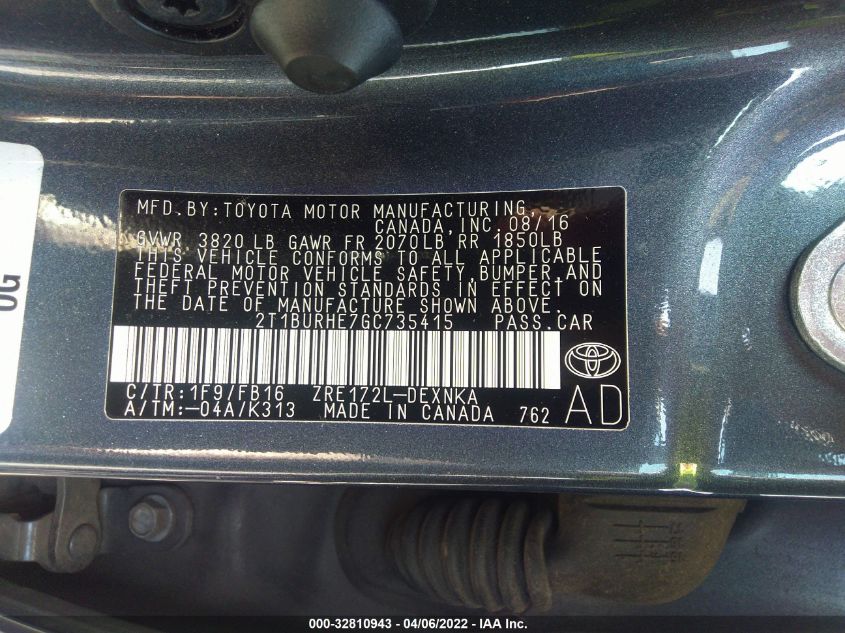 MFD.BY:TOYOTA MOTOR MANUFACTURING,
CANADA,INC. 08/16
GVWR 3820 LB GAWR FR 2070LB RR 1850LB
THIS VEHICLE CONFORMS TO ALL APPLICABLE
FEDERAL MOTOR VEHICLE SAFETY,BUMPER,AND
THEFT PREVENTION STANDARDS IN EFFECT ON
THE DATE OF MANUFACTURE SHOWN ABOVE.
2T1BURHE7GC735415 PASS.CAR
C/TR:1F9/FB16 ZRE172L-DEXNKA
A/TM:-04A/K313 MADE IN CANADA 762
AD
000-32810943 - 04/06/2022 - IAA Inc.